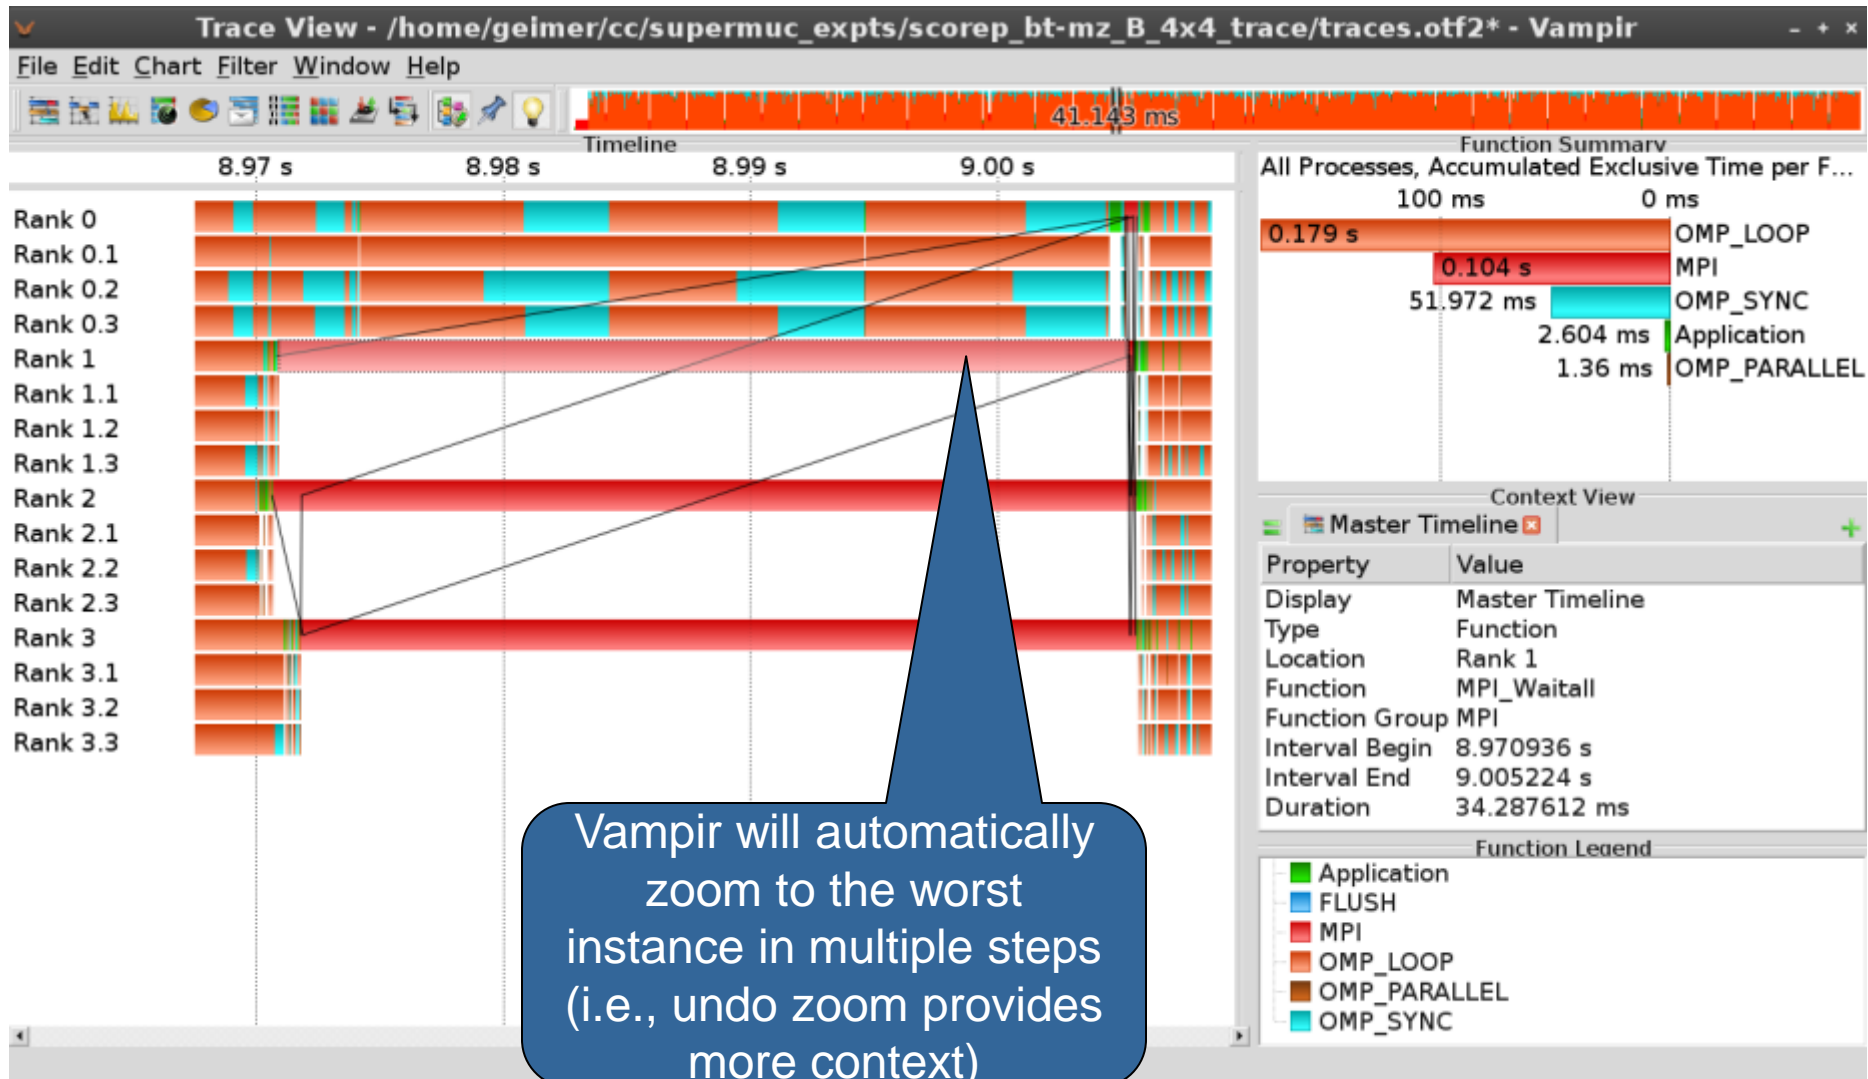 Trace View - /home/geimer/cc/supermuc_expts/scorep_bt-mz_B_4x4_trace/traces.otf2* - Vampir
File Edit Chart Filter Window Help
41.143 ms
Timeline
8.97 s 8.98 s 8.99 s 9.00 s
Rank 0
Rank 0.1
Rank 0.2
Rank 0.3
Rank 1
Rank 1.1
Rank 1.2
Rank 1.3
Rank 2
Rank 2.1
Rank 2.2
Rank 2.3
Rank 3
Rank 3.1
Rank 3.2
Rank 3.3
Vampir will automatically
zoom to the worst
instance in multiple steps
(i.e., undo zoom provides
more context)
Function Summary
All Processes, Accumulated Exclusive Time per F...
100 ms 0 ms
0.179 s OMP_LOOP
0.104 s MPI
51.972 ms OMP_SYNC
2.604 ms Application
1.36 ms OMP_PARALLEL
Context View
Master Timeline
Property Value
Display Master Timeline
Type Function
Location Rank 1
Function MPI_Waitall
Function Group MPI
Interval Begin 8.970936 s
Interval End 9.005224 s
Duration 34.287612 ms
Function Legend
Application
FLUSH
MPI
OMP_LOOP
OMP_PARALLEL
OMP_SYNC